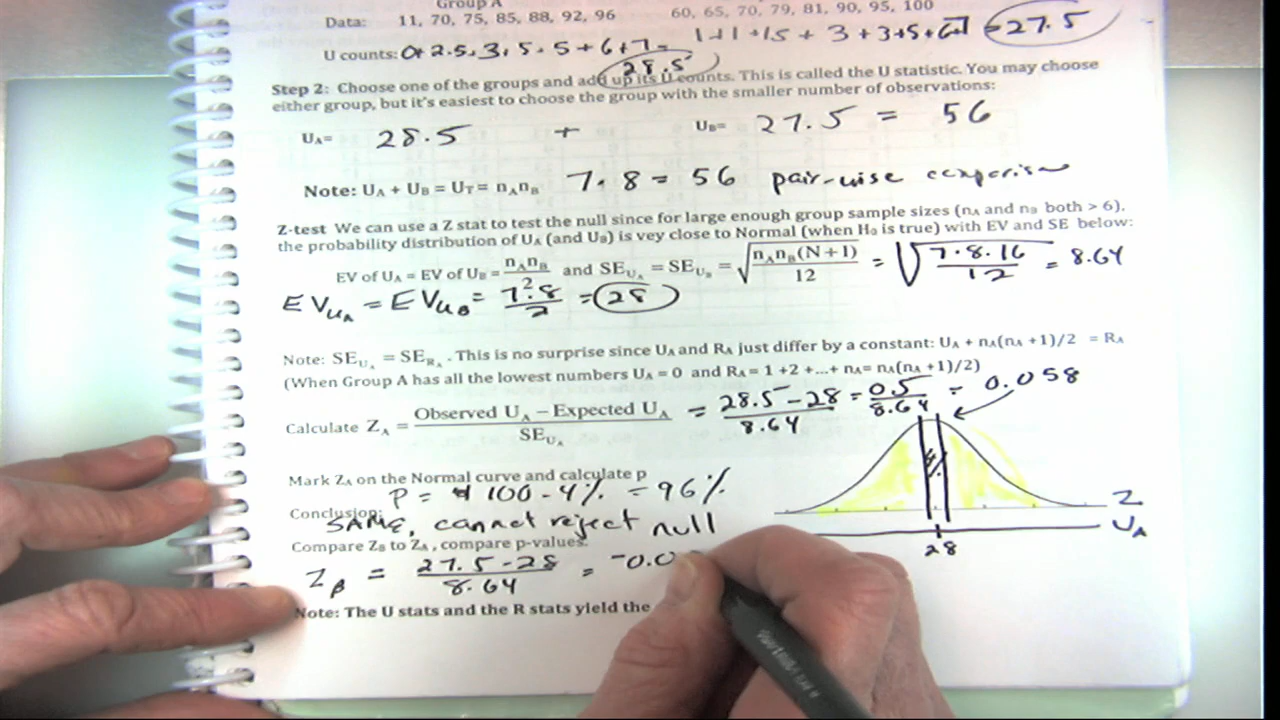 Group A
Data: 11, 70, 75, 85, 88, 92, 96 60, 65, 70, 79, 81, 90, 95, 100
U counts: 0+ 2.5, 3, 5, 5 + 6 + 7 = 28.5 1+1+1.5 + 3 + 3+5+6+7 = 27.5
Step 2: Choose one of the groups and add up its U counts. This is called the U statistic. You may choose
either group, but it's easiest to choose the group with the smaller number of observations:
UA= 28.5 + UB= 27.5 = 56
Note: UA + UB = UT = nAnB 7·8 = 56 pair-wise comparison
Z-test We can use a Z stat to test the null since for large enough group sample sizes (nA and nB both > 6),
the probability distribution of UA (and UB) is vey close to Normal (when H0 is true) with EV and SE below:
EV of UA = EV of UB = nAnB/2 and SE_UA = SE_UB = √(nAnB(N+1)/12) = √(7·8·16/12) = 8.64
EV_UA = EV_UB = 7·8/2 = 28
Note: SE_UA = SE_RA. This is no surprise since UA and RA just differ by a constant: UA + nA(nA +1)/2 = RA
(When Group A has all the lowest numbers UA = 0 and RA = 1 +2 +...+ nA= nA(nA +1)/2)
Calculate ZA = (Observed UA – Expected UA)/SE_UA = (28.5 - 28)/8.64 = 0.5/8.64 = 0.058
Mark ZA on the Normal curve and calculate p
P = 100 - 4% = 96%
Conclusion:
SAME, cannot reject null
Z
UA
28
Compare ZB to ZA, compare p-values.
ZB = (27.5 - 28)/8.64 = -0.0
Note: The U stats and the R stats yield the